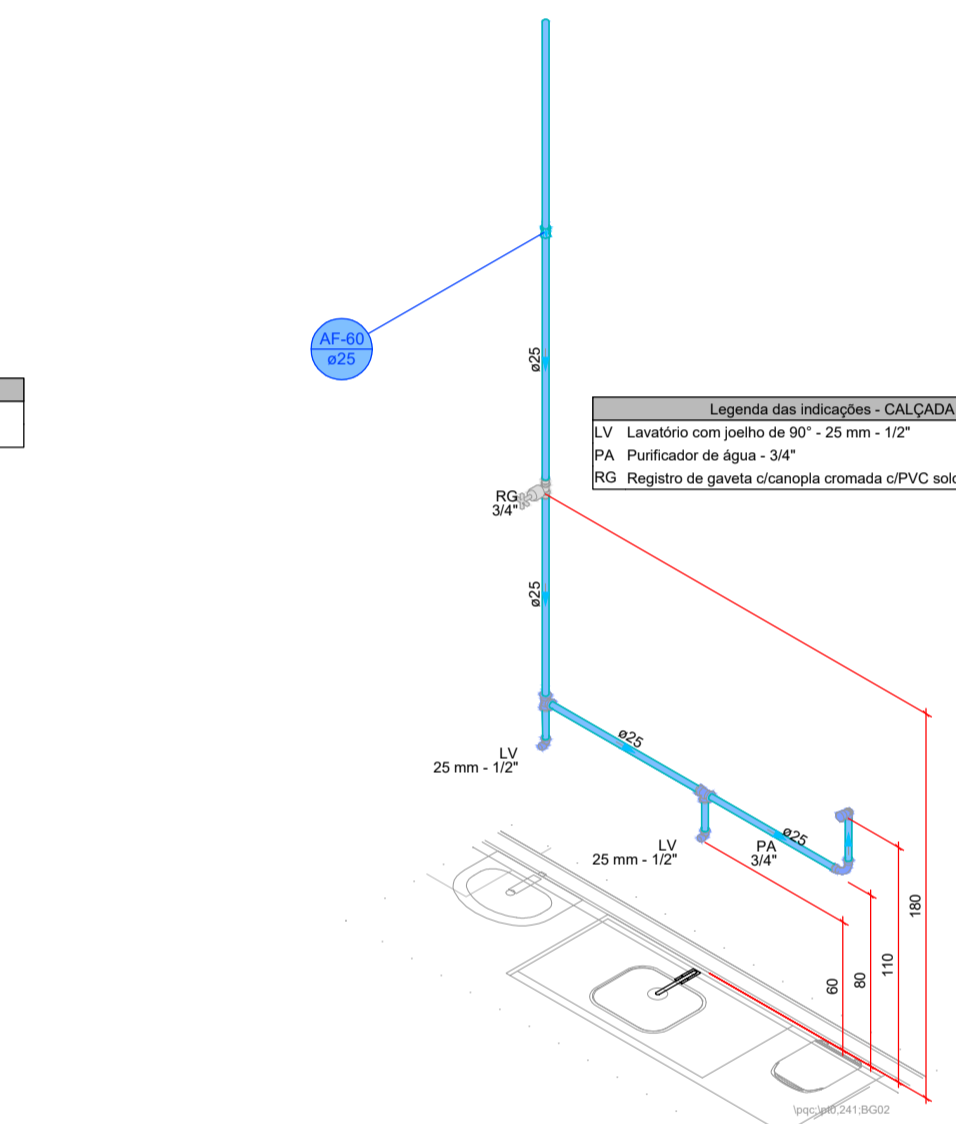 AF-60
ø25
ø25
Legenda das indicações - CALÇADA
LV Lavatório com joelho de 90° - 25 mm - 1/2"
PA Purificador de água - 3/4"
RG Registro de gaveta c/canopla cromada c/PVC sold
RG
3/4"
ø25
ø25
LV
25 mm - 1/2"
ø25
LV
25 mm - 1/2"
PA
3/4"
180
110
80
60
\pqc;\pt0,241;BG02